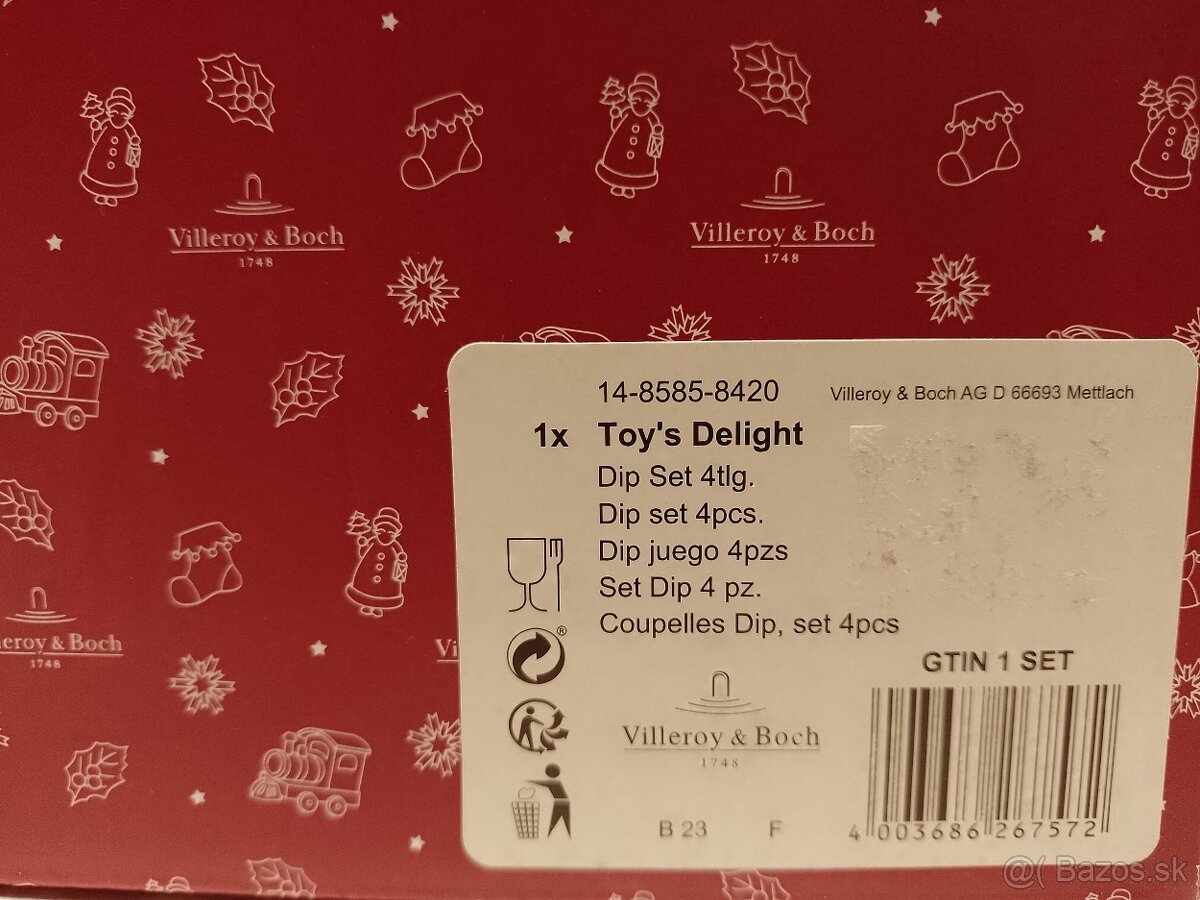 Villeroy & Boch
1748
Villeroy & Boch
1748
eroy & Boch
1748
Vi
14-8585-8420
Villeroy & Boch AG D 66693 Mettlach
1x Toy's Delight
Dip Set 4tlg.
Dip set 4pcs.
Dip juego 4pzs
Set Dip 4 pz.
Coupelles Dip, set 4pcs
®
GTIN 1 SET
Villeroy & Boch
1748
B 23 F
4 003686 267572
@( Bazos.sk